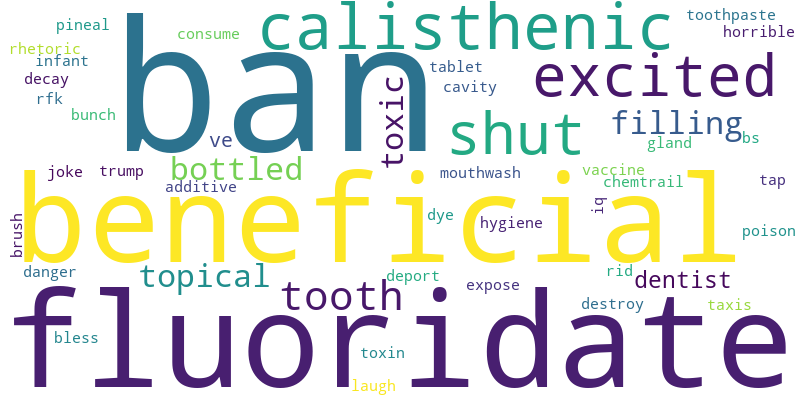 pineal
consume
calisthenic
toothpaste
horrible
rhetoric
infant
decay
rfk
bunch
ban
tablet
cavity
excited
toxic
shut
filling
gland
bs
ve
bottled
joke
trump
additive
mouthwash
vaccine
chemtrail
tap
beneficial
brush
dye
hygiene
iq
poison
danger
topical
deport
expose
rid
dentist
tooth
destroy
taxis
fluoridate
bless
toxin
laugh